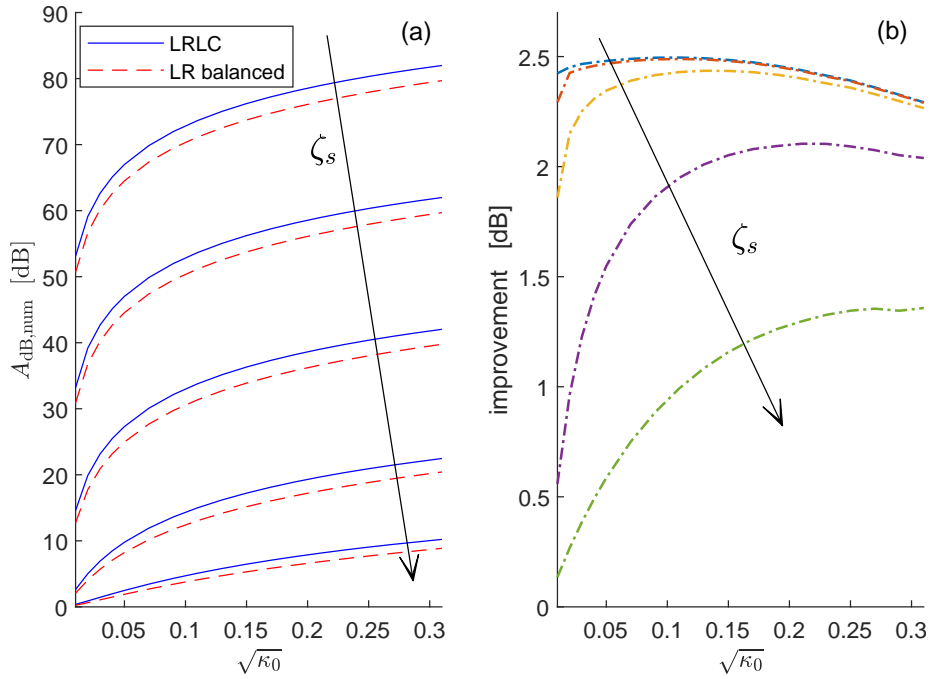 (a)
LRLC
LR balanced
ζs
A_dB,num [dB]
90
80
70
60
50
40
30
20
10
0
0.05 0.1 0.15 0.2 0.25 0.3
√κ0
(b)
ζs
improvement [dB]
2.5
2
1.5
1
0.5
0
0.05 0.1 0.15 0.2 0.25 0.3
√κ0